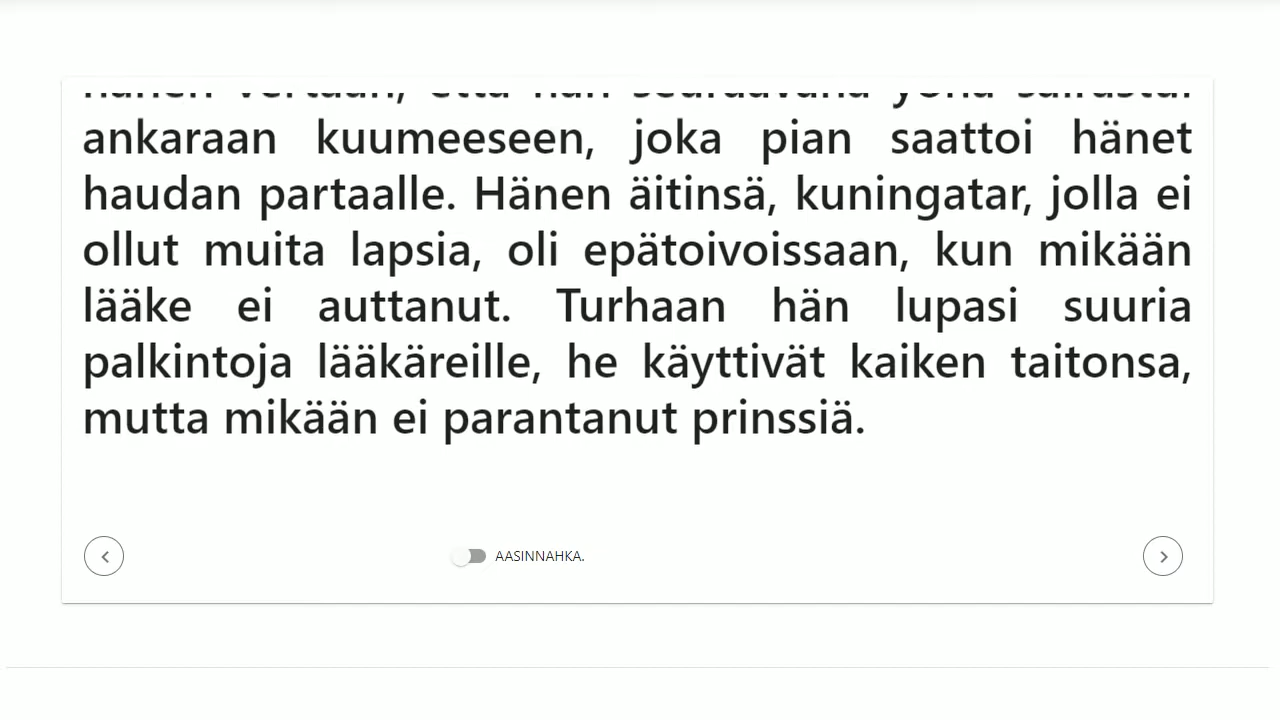 ankaraan kuumeeseen, joka pian saattoi hänet
haudan partaalle. Hänen äitinsä, kuningatar, jolla ei
ollut muita lapsia, oli epätoivoissaan, kun mikään
lääke ei auttanut. Turhaan hän lupasi suuria
palkintoja lääkäreille, he käyttivät kaiken taitonsa,
mutta mikään ei parantanut prinssiä.
AASINNAHKA.